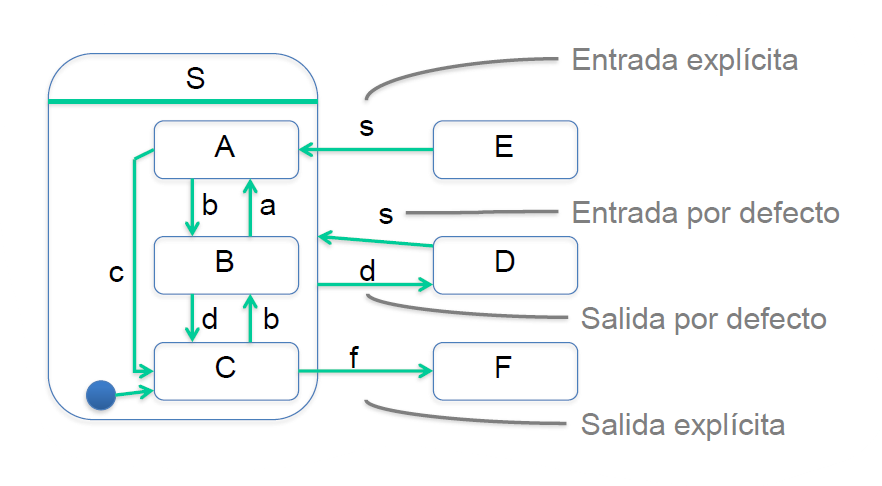 Entrada explícita
S
s
A
E
b
a
Entrada por defecto
s
B
D
c
d
d
b
Salida por defecto
f
C
F
Salida explícita